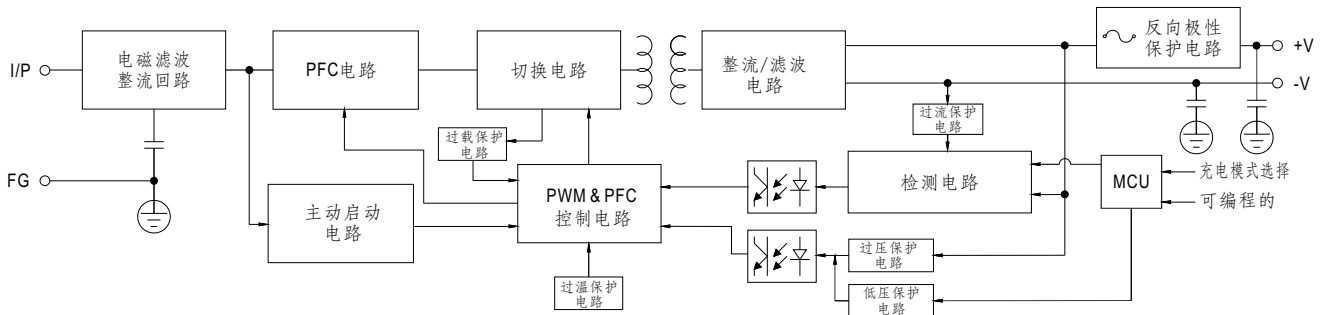 I/P
电磁滤波
整流回路
PFC电路
切换电路
整流/滤波
电路
反向极性
保护电路
+V
-V
过载保护
电路
过流保护
电路
FG
主动启动
电路
PWM & PFC
控制电路
检测电路
MCU
充电模式选择
可编程的
过温保护
电路
过压保护
电路
低压保护
电路